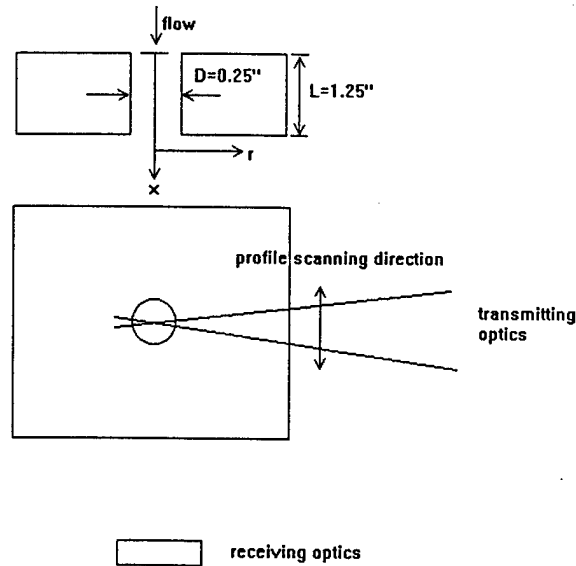 flow
D=0.25"
L=1.25"
r
x
profile scanning direction
transmitting
optics
receiving optics